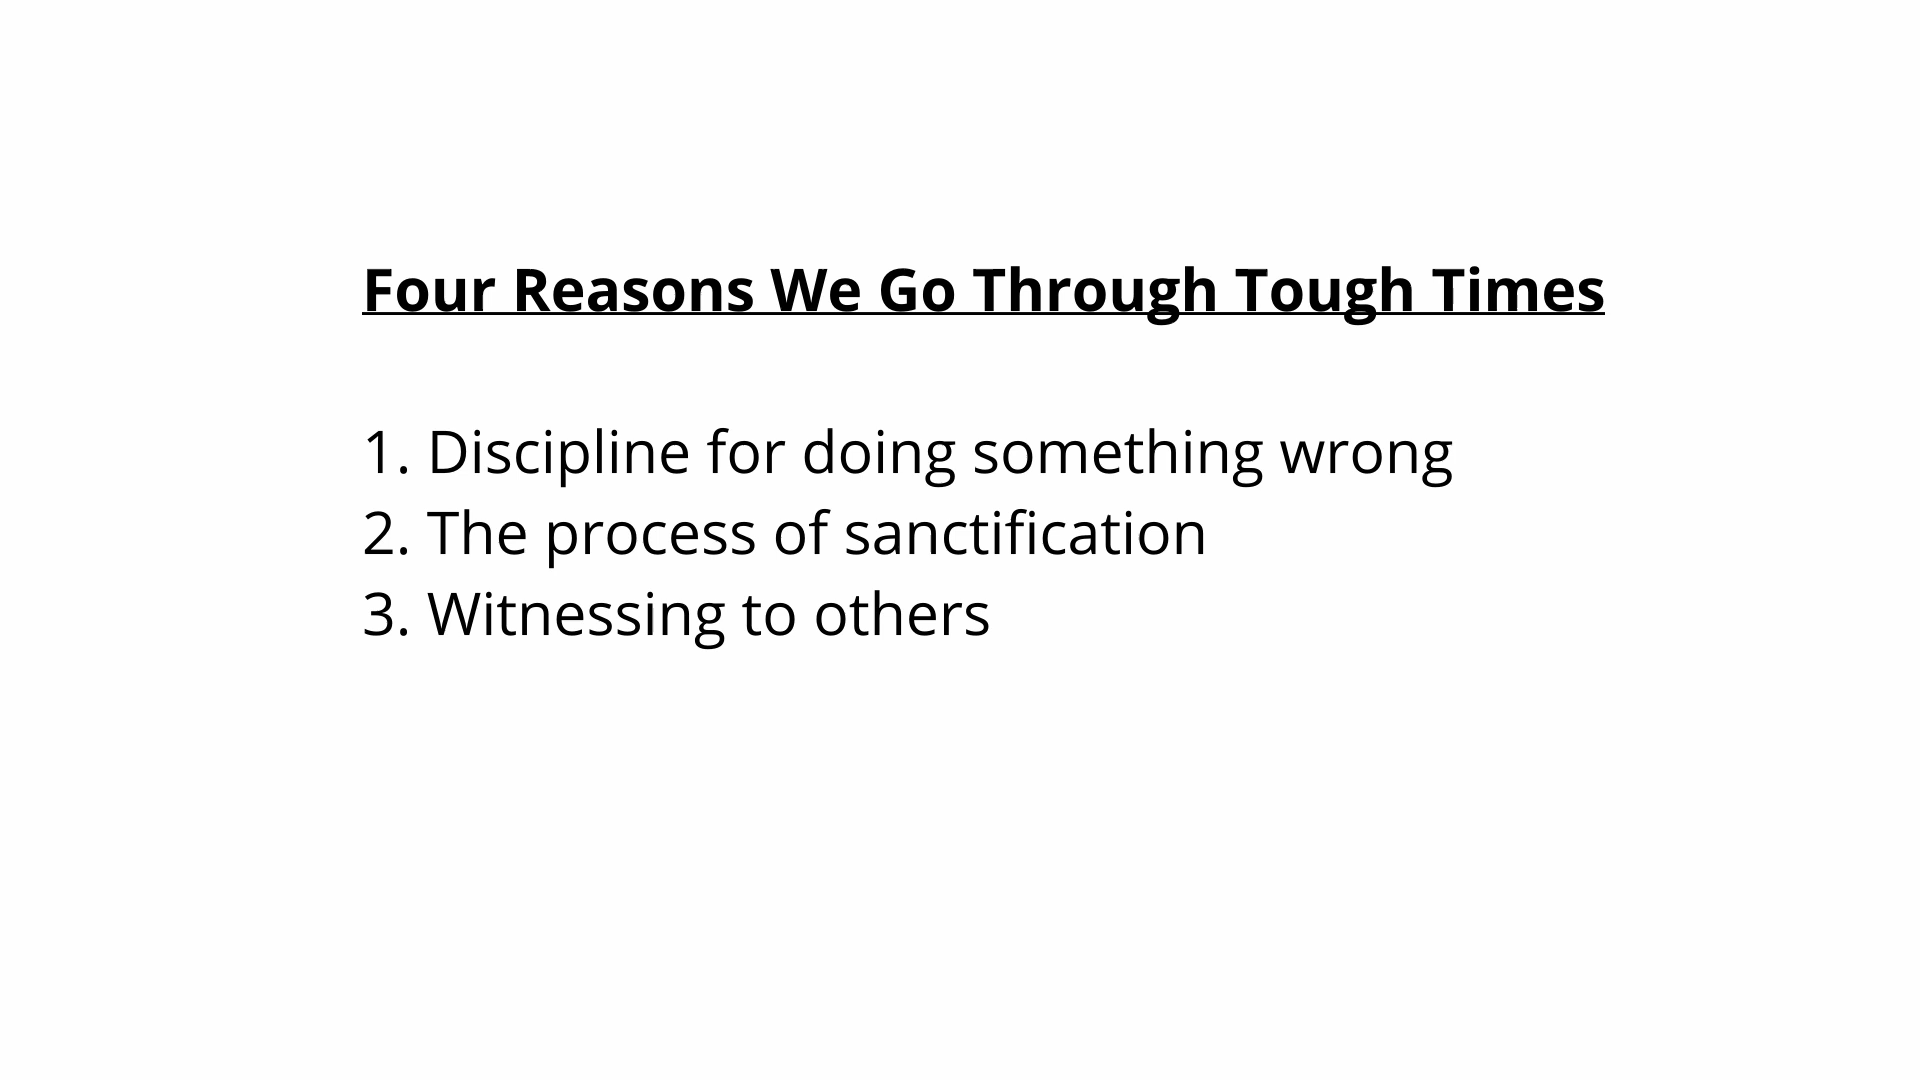 Four Reasons We Go Through Tough Times
1. Discipline for doing something wrong
2. The process of sanctification
3. Witnessing to others